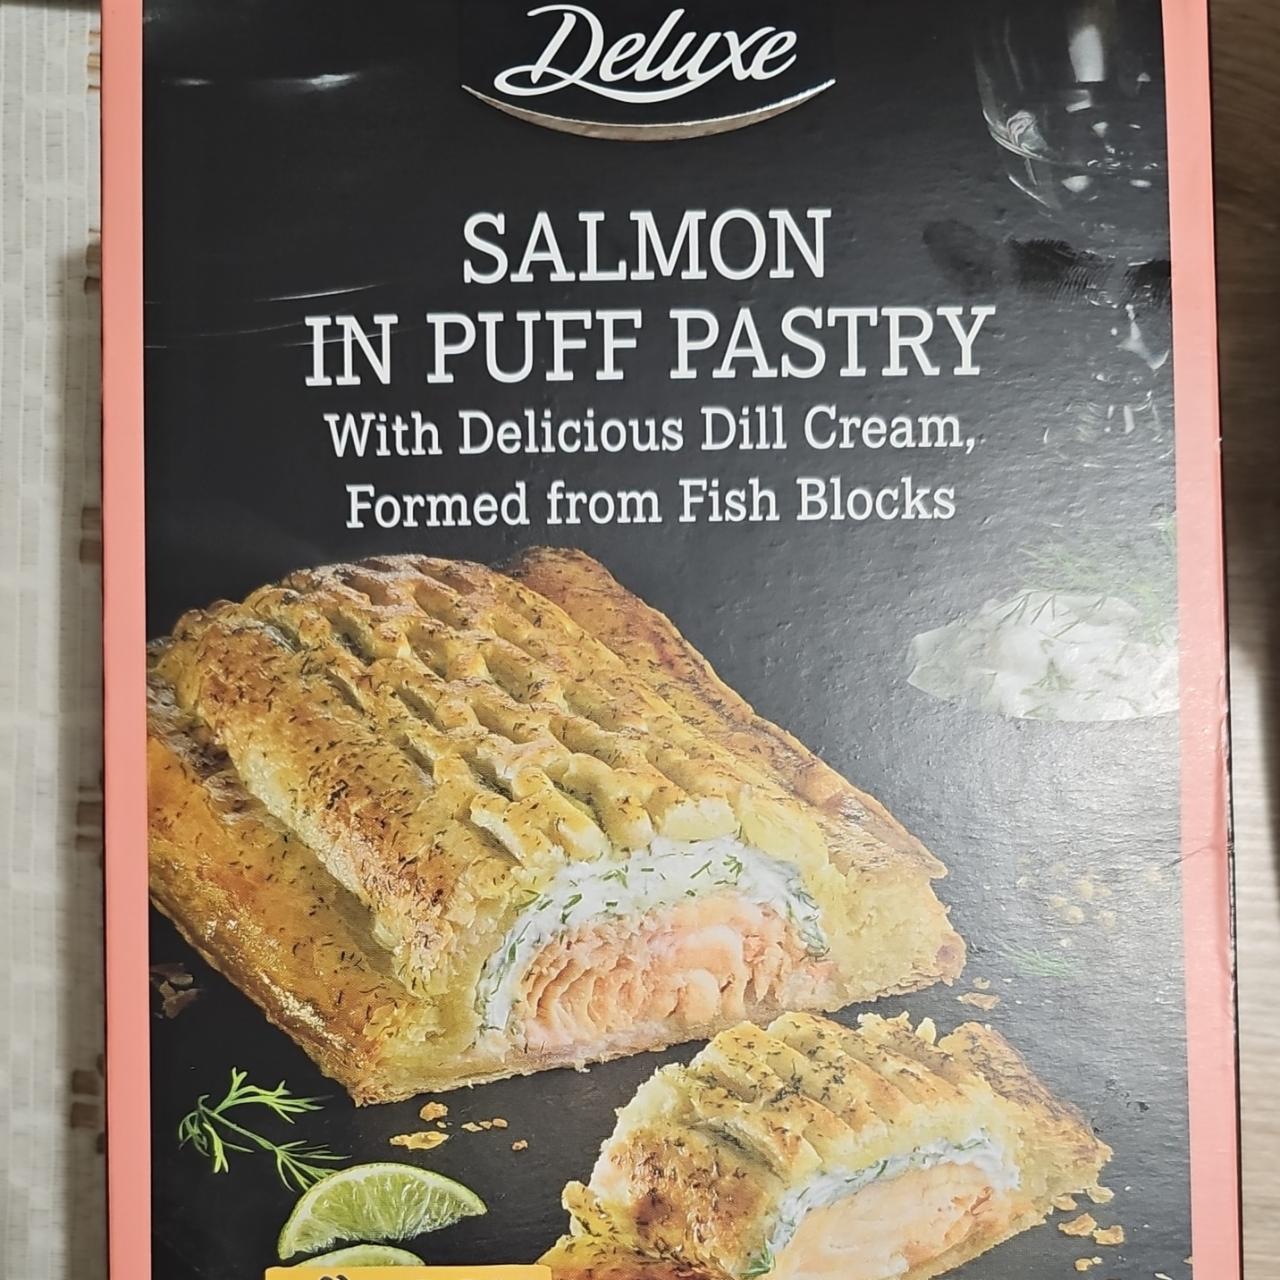 Deluxe
SALMON
IN PUFF PASTRY
With Delicious Dill Cream,
Formed from Fish Blocks